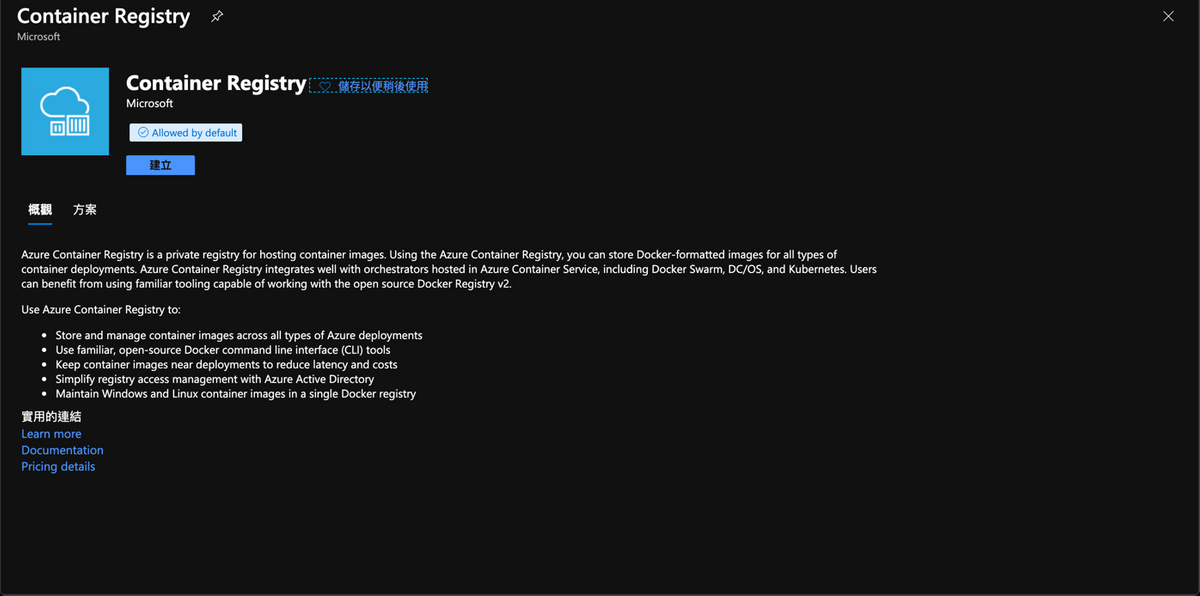 Container Registry
Microsoft
Container Registry
儲存以便稍後使用
Microsoft
Allowed by default
建立
概觀 方案
Azure Container Registry is a private registry for hosting container images. Using the Azure Container Registry, you can store Docker-formatted images for all types of
container deployments. Azure Container Registry integrates well with orchestrators hosted in Azure Container Service, including Docker Swarm, DC/OS, and Kubernetes. Users
can benefit from using familiar tooling capable of working with the open source Docker Registry v2.
Use Azure Container Registry to:
• Store and manage container images across all types of Azure deployments
• Use familiar, open-source Docker command line interface (CLI) tools
• Keep container images near deployments to reduce latency and costs
• Simplify registry access management with Azure Active Directory
• Maintain Windows and Linux container images in a single Docker registry
實用的連結
Learn more
Documentation
Pricing details